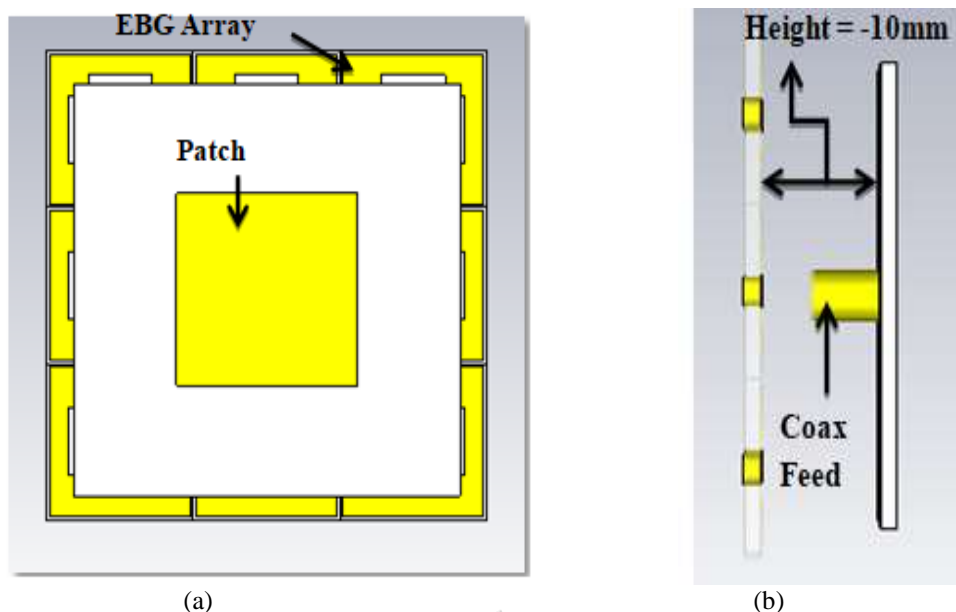 EBG Array
Patch
(a)
Height = -10mm
Coax
Feed
(b)